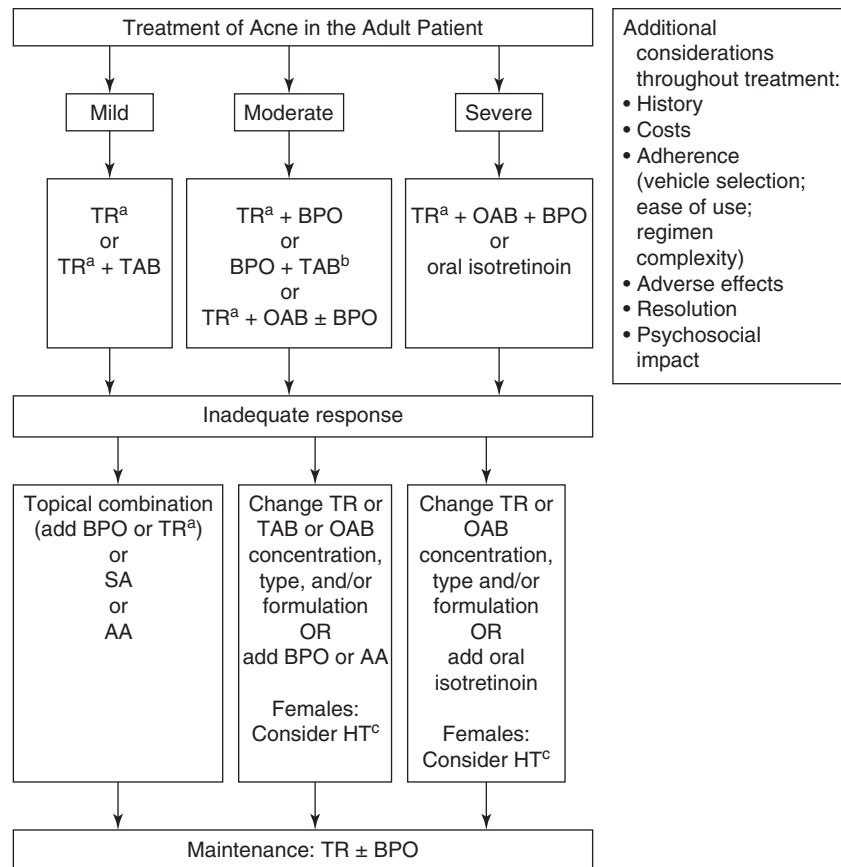 Treatment of Acne in the Adult Patient
Mild
Moderate
Severe
TRᵃ
or
TRᵃ + TAB
TRᵃ + BPO
or
BPO + TABᵇ
or
TRᵃ + OAB ± BPO
TRᵃ + OAB + BPO
or
oral isotretinoin
Inadequate response
Topical combination
(add BPO or TRᵃ)
or
SA
or
AA
Change TR or
TAB or OAB
concentration,
type, and/or
formulation
OR
add BPO or AA
Females:
Consider HTᶜ
Change TR or
OAB
concentration,
type and/or
formulation
OR
add oral
isotretinoin
Females:
Consider HTᶜ
Maintenance: TR ± BPO
Additional
considerations
throughout treatment:
• History
• Costs
• Adherence
(vehicle selection;
ease of use;
regimen
complexity)
• Adverse effects
• Resolution
• Psychosocial
impact